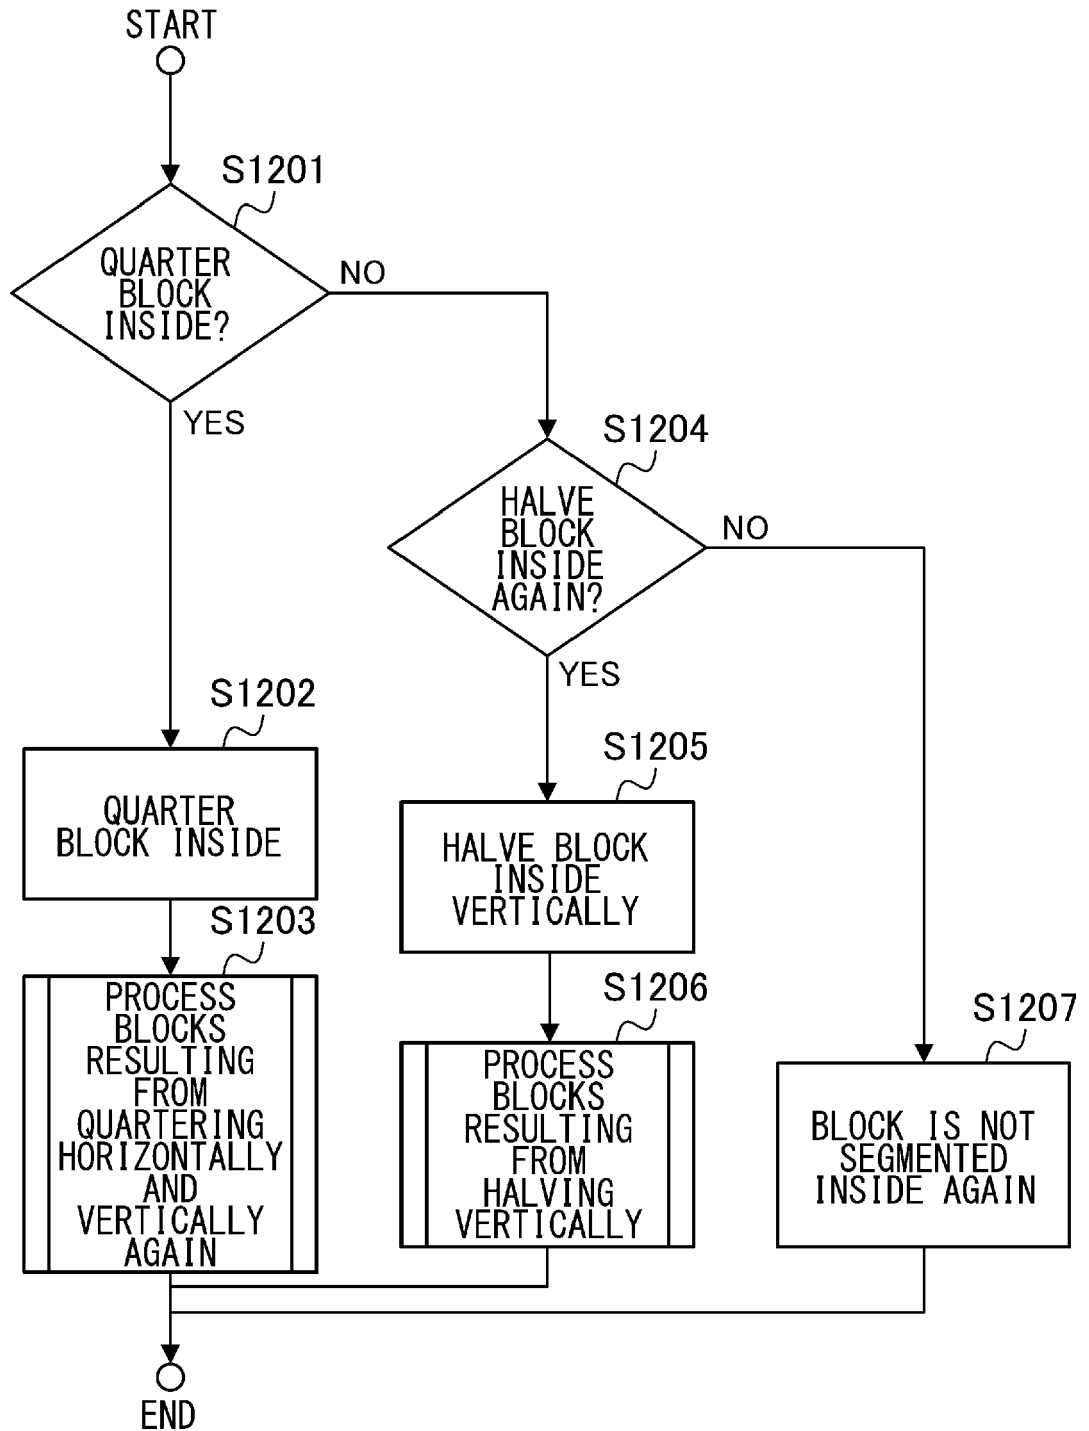 START
S1201
QUARTER
BLOCK
INSIDE?
NO
YES
S1204
HALVE
BLOCK
INSIDE
AGAIN?
NO
YES
S1202
QUARTER
BLOCK INSIDE
S1205
HALVE BLOCK
INSIDE
VERTICALLY
S1203
PROCESS
BLOCKS
RESULTING
FROM
QUARTERING
HORIZONTALLY
AND
VERTICALLY
AGAIN
S1206
PROCESS
BLOCKS
RESULTING
FROM
HALVING
VERTICALLY
S1207
BLOCK IS NOT
SEGMENTED
INSIDE AGAIN
END